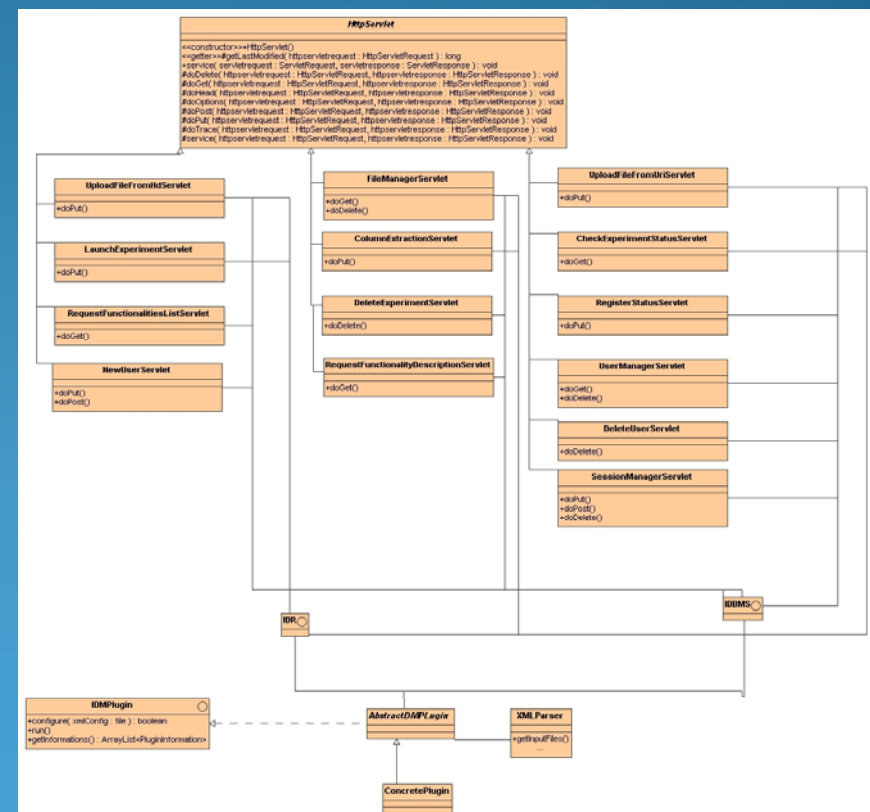 HttpServlet
<<constructor>>+HttpServlet()
<<getter>>#getLastModified( httpservletrequest : HttpServletRequest ) : long
+service( servletrequest : ServletRequest, servletresponse : ServletResponse ) : void
#doDelete( httpservletrequest : HttpServletRequest, httpservletresponse : HttpServletResponse ) : void
#doGet( httpservletrequest : HttpServletRequest, httpservletresponse : HttpServletResponse ) : void
#doHead( httpservletrequest : HttpServletRequest, httpservletresponse : HttpServletResponse ) : void
#doOptions( httpservletrequest : HttpServletRequest, httpservletresponse : HttpServletResponse ) : void
#doPost( httpservletrequest : HttpServletRequest, httpservletresponse : HttpServletResponse ) : void
#doPut( httpservletrequest : HttpServletRequest, httpservletresponse : HttpServletResponse ) : void
#doTrace( httpservletrequest : HttpServletRequest, httpservletresponse : HttpServletResponse ) : void
#service( httpservletrequest : HttpServletRequest, httpservletresponse : HttpServletResponse ) : void
UploadFileFromHdServlet
+doPut()
LaunchExperimentServlet
+doPut()
RequestFunctionalitiesListServlet
+doGet()
NewUserServlet
+doPut()
+doPost()
FileManagerServlet
+doGet()
+doDelete()
ColumnExtractionServlet
+doPut()
DeleteExperimentServlet
+doDelete()
RequestFunctionalityDescriptionServlet
+doGet()
UploadFileFromUriServlet
+doPut()
CheckExperimentStatusServlet
+doGet()
RegisterStatusServlet
+doPut()
UserManagerServlet
+doGet()
+doDelete()
DeleteUserServlet
+doDelete()
SessionManagerServlet
+doPut()
+doPost()
+doDelete()
IDR
IDBMS
IDMPlugin
+configure( xmlConfig : file ) : boolean
+run()
+getInformations() : ArrayList<PluginInformation>
AbstractDMPLugin
XMLParser
+getInputFiles()
...
ConcretePlugin